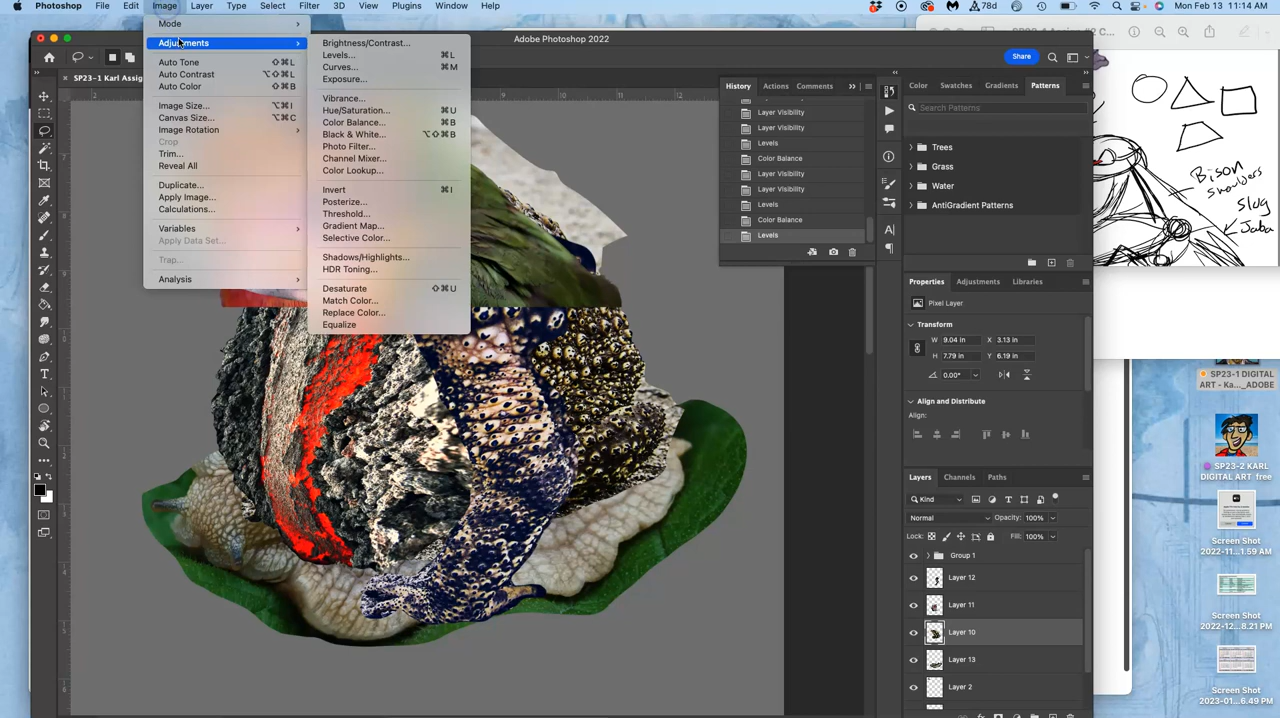 Photoshop File Edit Image Layer Type Select Filter 3D View Plugins Window Help 78d Mon Feb 13 11:14 AM
Adobe Photoshop 2022
Share
SP23-1 Karl Assig
Mode
Adjustments
Auto Tone ⇧⌘L
Auto Contrast ⌥⇧⌘L
Auto Color ⇧⌘B
Image Size... ⌥⌘I
Canvas Size... ⌥⌘C
Image Rotation
Crop
Trim...
Reveal All
Duplicate...
Apply Image...
Calculations...
Variables
Apply Data Set...
Trap...
Analysis
Brightness/Contrast...
Levels... ⌘L
Curves... ⌘M
Exposure...
Vibrance...
Hue/Saturation... ⌘U
Color Balance... ⌘B
Black & White... ⌥⇧⌘B
Photo Filter...
Channel Mixer...
Color Lookup...
Invert ⌘I
Posterize...
Threshold...
Gradient Map...
Selective Color...
Shadows/Highlights...
HDR Toning...
Desaturate ⇧⌘U
Match Color...
Replace Color...
Equalize
2 9 10 11 12
History Actions Comments
Layer Visibility
Layer Visibility
Levels
Color Balance
Layer Visibility
Layer Visibility
Levels
Color Balance
Levels
Color Swatches Gradients Patterns
Search Patterns
Trees
Grass
Water
AntiGradient Patterns
Properties Adjustments Libraries
Pixel Layer
Transform
W 9.04 in X 3.13 in
H 7.79 in Y 6.19 in
0.00°
Align and Distribute
Align:
Layers Channels Paths
Kind
Normal Opacity: 100%
Lock: Fill: 100%
Group 1
Layer 12
Layer 11
Layer 10
Layer 13
Layer 2
Bison
shoulders
slug
Jaba
SP23-1 DIGITAL
ART - Ka..._ADOBE
SP23-2 KARL
DIGITAL ART free
Screen Shot
2022-11...1.59 AM
Screen Shot
2022-12...8.21 PM
Screen Shot
2023-01...6.49 PM